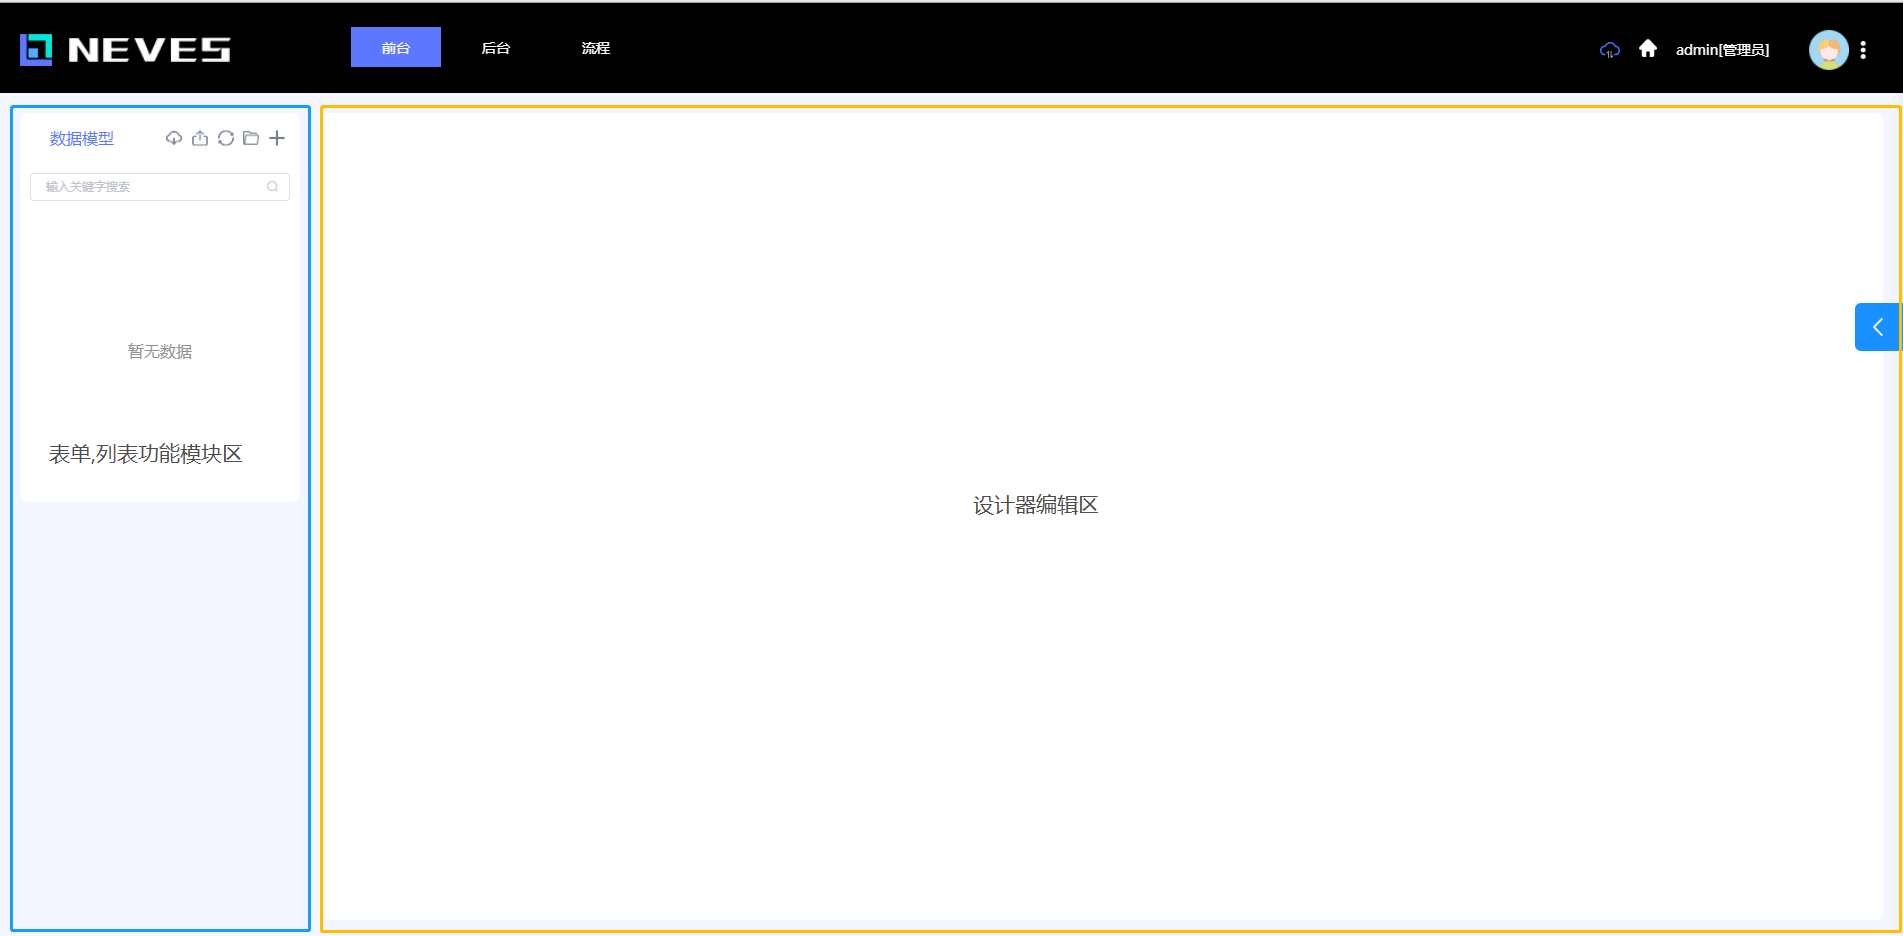 NEVES
前台
后台
流程
admin[管理员]
数据模型
输入关键字搜索
暂无数据
表单,列表功能模块区
设计器编辑区